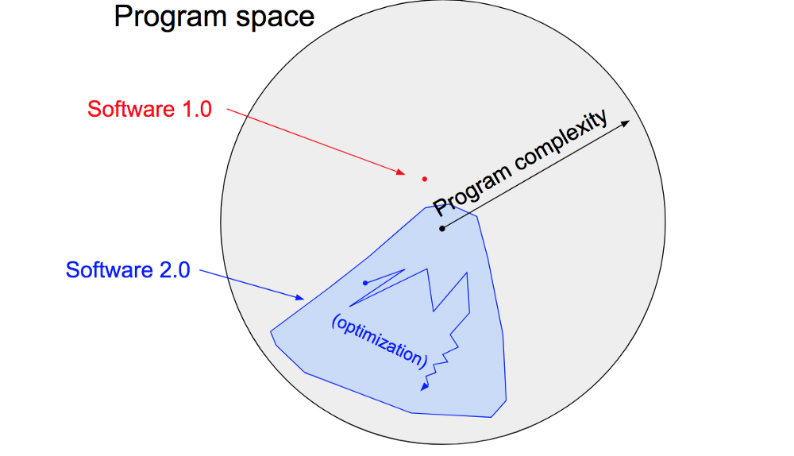 Program space
Software 1.0
Program complexity
Software 2.0
(optimization)